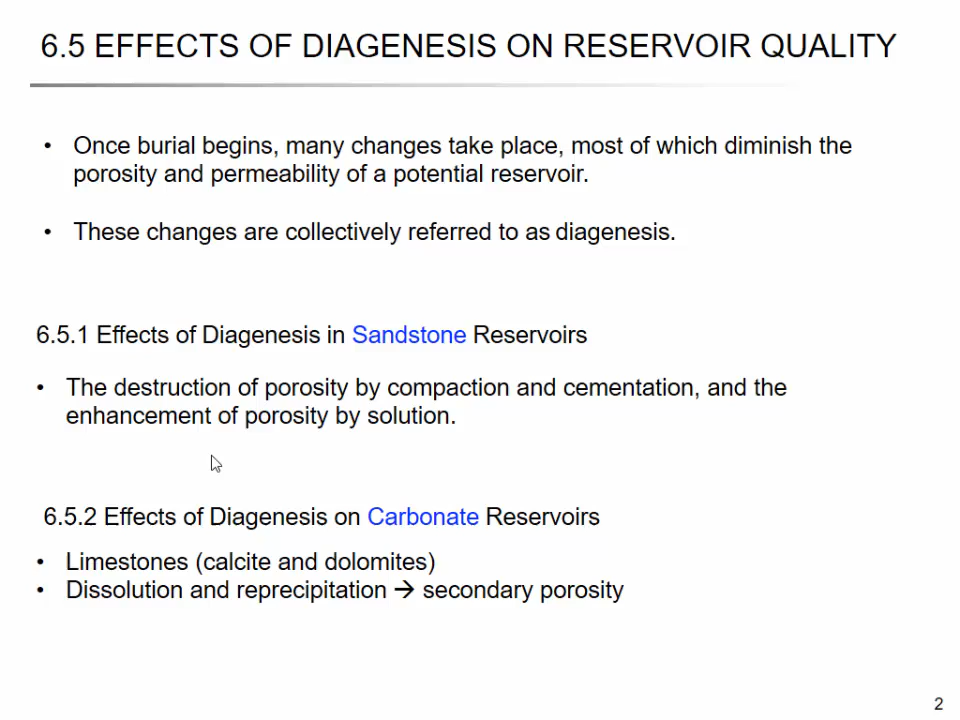 6.5 EFFECTS OF DIAGENESIS ON RESERVOIR QUALITY
• Once burial begins, many changes take place, most of which diminish the
porosity and permeability of a potential reservoir.
• These changes are collectively referred to as diagenesis.
6.5.1 Effects of Diagenesis in Sandstone Reservoirs
• The destruction of porosity by compaction and cementation, and the
enhancement of porosity by solution.
6.5.2 Effects of Diagenesis on Carbonate Reservoirs
• Limestones (calcite and dolomites)
• Dissolution and reprecipitation → secondary porosity
2